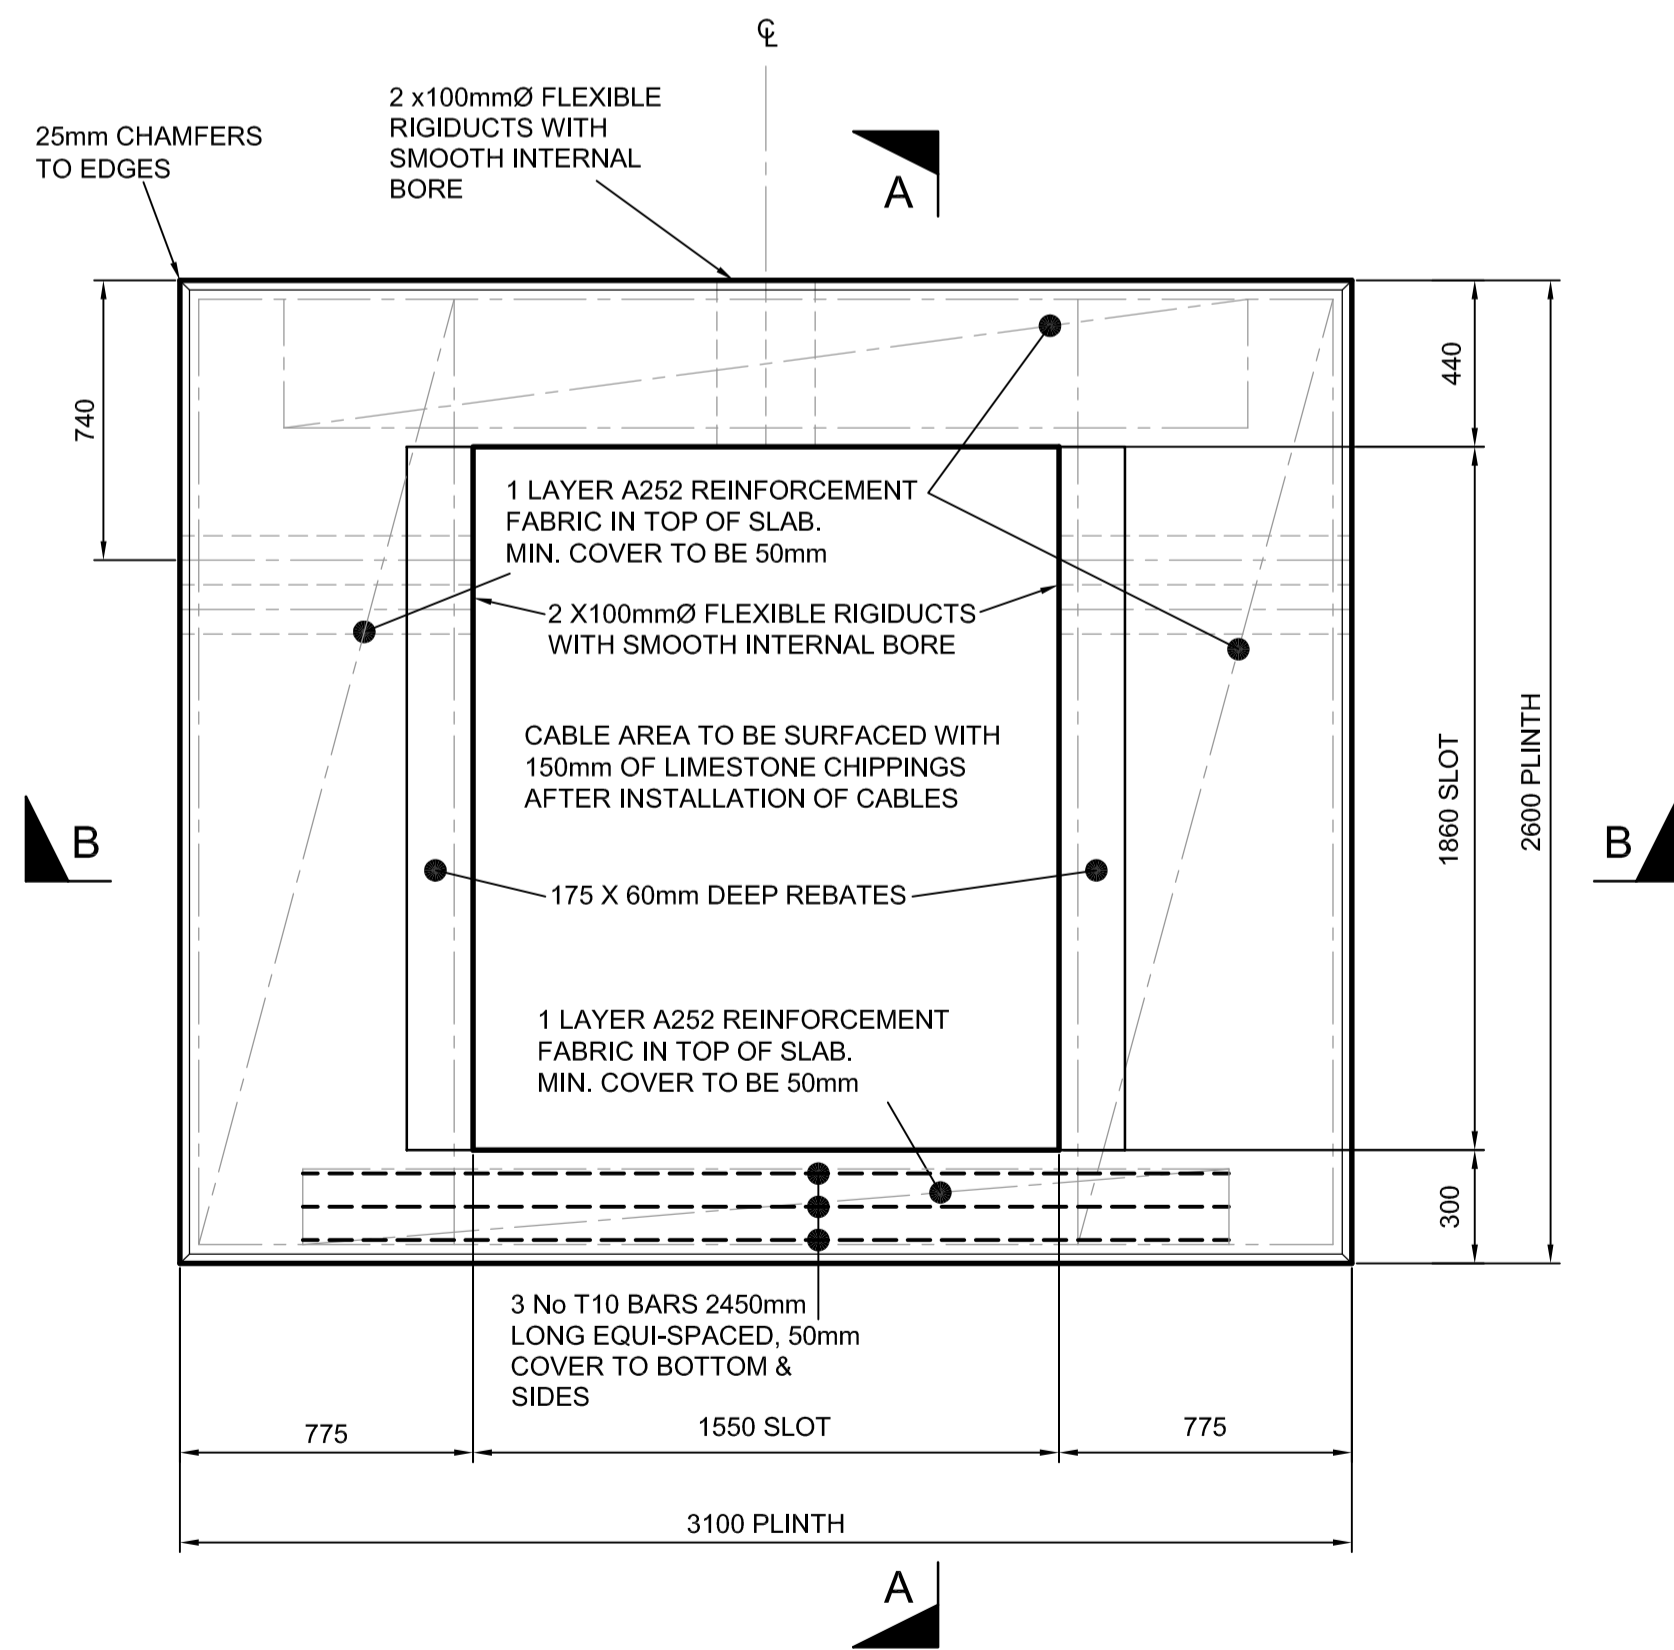 ℄
2 x100mmØ FLEXIBLE
RIGIDUCTS WITH
SMOOTH INTERNAL
BORE
25mm CHAMFERS
TO EDGES
A
740
440
1 LAYER A252 REINFORCEMENT
FABRIC IN TOP OF SLAB.
MIN. COVER TO BE 50mm
2 X100mmØ FLEXIBLE RIGIDUCTS
WITH SMOOTH INTERNAL BORE
CABLE AREA TO BE SURFACED WITH
150mm OF LIMESTONE CHIPPINGS
AFTER INSTALLATION OF CABLES
1860 SLOT
2600 PLINTH
B
B
175 X 60mm DEEP REBATES
1 LAYER A252 REINFORCEMENT
FABRIC IN TOP OF SLAB.
MIN. COVER TO BE 50mm
300
3 No T10 BARS 2450mm
LONG EQUI-SPACED, 50mm
COVER TO BOTTOM &
SIDES
775
1550 SLOT
775
3100 PLINTH
A